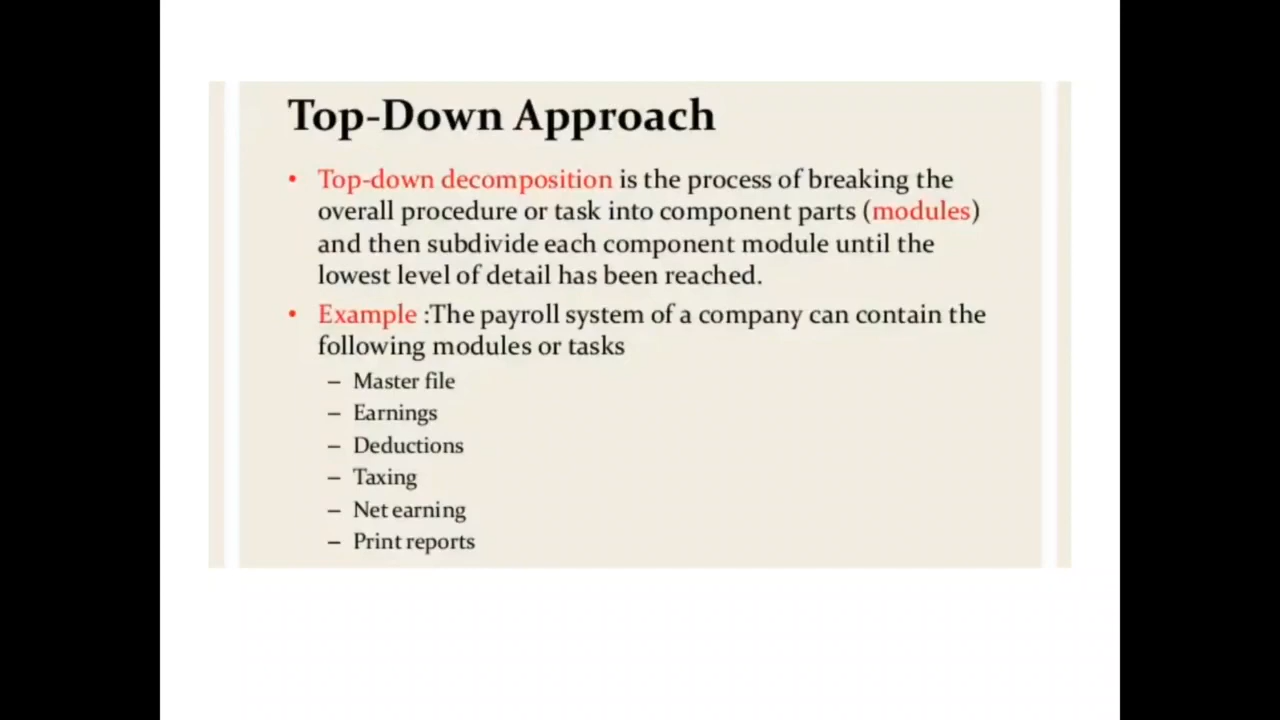 Top-Down Approach
• Top-down decomposition is the process of breaking the
overall procedure or task into component parts (modules)
and then subdivide each component module until the
lowest level of detail has been reached.
• Example :The payroll system of a company can contain the
following modules or tasks
– Master file
– Earnings
– Deductions
– Taxing
– Net earning
– Print reports